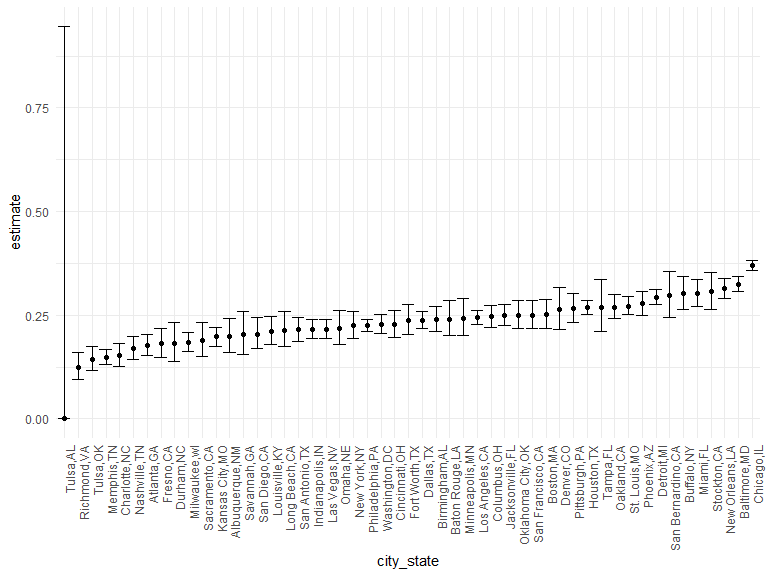 0.75
0.50
0.25
0.00
estimate
Tulsa,AL
Richmond,VA
Tulsa,OK
Memphis,TN
Charlotte,NC
Nashville,TN
Atlanta,GA
Fresno,CA
Durham,NC
Milwaukee,wI
Sacramento,CA
Kansas City,MO
Albuquerque,NM
Savannah,GA
San Diego,CA
Louisville,KY
Long Beach,CA
San Antonio,TX
Indianapolis,IN
Las Vegas,NV
Omaha,NE
New York,NY
Philadelphia,PA
Washington,DC
Cincinnati,OH
Fort Worth,TX
Dallas,TX
Birmingham,AL
Baton Rouge,LA
Minneapolis,MN
Los Angeles,CA
Columbus,OH
Jacksonville,FL
Oklahoma City,OK
San Francisco,CA
Boston,MA
Denver,CO
Pittsburgh,PA
Houston,TX
Tampa,FL
Oakland,CA
St. Louis,MO
Phoenix,AZ
Detroit,MI
San Bernardino,CA
Buffalo,NY
Miami,FL
Stockton,CA
New Orleans,LA
Baltimore,MD
Chicago,IL
city_state